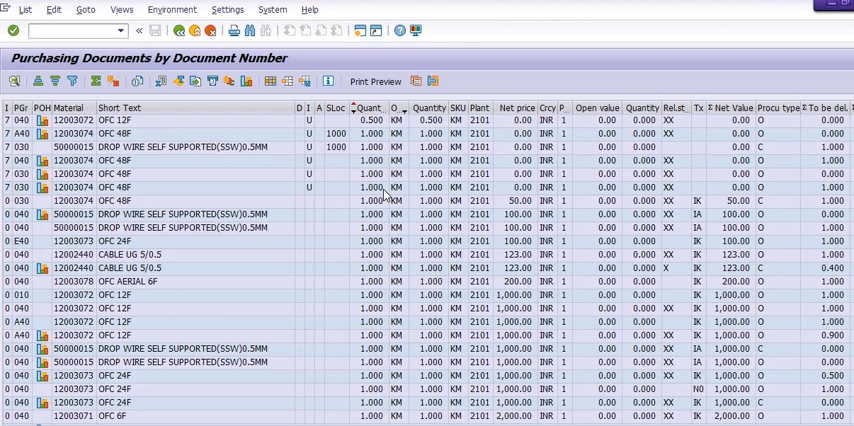 List Edit Goto Views Environment Settings System Help
Purchasing Documents by Document Number
Print Preview
I PGr POH Material Short Text D I A SLoc Quant... O... Quantity SKU Plant Net price Crcy P... Open value Quantity Rel.st... Tx Σ Net Value Procu type Σ To be del.
7 040 12003072 OFC 12F U 0.500 KM 0.500 KM 2101 0.00 INR 1 0.00 0.000 XX 0.00 O 0.000
7 A40 12003074 OFC 48F U 1000 1.000 KM 1.000 KM 2101 0.00 INR 1 0.00 0.000 XX 0.00 O 1.000
7 030 50000015 DROP WIRE SELF SUPPORTED(SSW)0.5MM U 1000 1.000 KM 1.000 KM 2101 0.00 INR 1 0.00 0.000 0.00 C 1.000
7 040 12003074 OFC 48F U 1.000 KM 1.000 KM 2101 0.00 INR 1 0.00 0.000 XX 0.00 O 1.000
7 030 12003074 OFC 48F U 1.000 KM 1.000 KM 2101 0.00 INR 1 0.00 0.000 XX 0.00 O 1.000
7 030 12003074 OFC 48F U 1.000 KM 1.000 KM 2101 0.00 INR 1 0.00 0.000 XX 0.00 O 1.000
0 030 12003074 OFC 48F 1.000 KM 1.000 KM 2101 50.00 INR 1 0.00 0.000 IK 50.00 C 1.000
0 040 50000015 DROP WIRE SELF SUPPORTED(SSW)0.5MM 1.000 KM 1.000 KM 2101 100.00 INR 1 0.00 0.000 XX IA 100.00 O 0.000
0 040 50000015 DROP WIRE SELF SUPPORTED(SSW)0.5MM 1.000 KM 1.000 KM 2101 100.00 INR 1 0.00 0.000 XX IA 100.00 O 0.000
0 E40 12003073 OFC 24F 1.000 KM 1.000 KM 2101 100.00 INR 1 0.00 0.000 IK 100.00 O 1.000
0 040 12002440 CABLE UG 5/0.5 1.000 KM 1.000 KM 2101 123.00 INR 1 0.00 0.000 XX IK 123.00 O 1.000
0 040 12002440 CABLE UG 5/0.5 1.000 KM 1.000 KM 2101 123.00 INR 1 0.00 0.000 X IK 123.00 C 0.400
0 040 12003078 OFC AERIAL 6F 1.000 KM 1.000 KM 2101 200.00 INR 1 0.00 0.000 IK 200.00 O 1.000
0 010 12003072 OFC 12F 1.000 KM 1.000 KM 2101 1,000.00 INR 1 0.00 0.000 IK 1,000.00 O 1.000
0 040 12003072 OFC 12F 1.000 KM 1.000 KM 2101 1,000.00 INR 1 0.00 0.000 XX IK 1,000.00 O 1.000
0 A40 12003072 OFC 12F 1.000 KM 1.000 KM 2101 1,000.00 INR 1 0.00 0.000 IK 1,000.00 O 1.000
0 A40 12003072 OFC 12F 1.000 KM 1.000 KM 2101 1,000.00 INR 1 0.00 0.000 XX IK 1,000.00 O 0.900
0 040 50000015 DROP WIRE SELF SUPPORTED(SSW)0.5MM 1.000 KM 1.000 KM 2101 1,000.00 INR 1 0.00 0.000 XX IA 1,000.00 O 0.000
0 040 50000015 DROP WIRE SELF SUPPORTED(SSW)0.5MM 1.000 KM 1.000 KM 2101 1,000.00 INR 1 0.00 0.000 XX IA 1,000.00 O 0.000
0 040 12003073 OFC 24F 1.000 KM 1.000 KM 2101 1,000.00 INR 1 0.00 0.000 XX IK 1,000.00 O 0.500
0 040 12003073 OFC 24F 1.000 KM 1.000 KM 2101 1,000.00 INR 1 0.00 0.000 N0 1,000.00 O 1.000
0 040 12003073 OFC 24F 1.000 KM 1.000 KM 2101 1,000.00 INR 1 0.00 0.000 XX IK 1,000.00 C 0.000
0 040 12003071 OFC 6F 1.000 KM 1.000 KM 2101 2,000.00 INR 1 0.00 0.000 XX IK 2,000.00 O 1.000